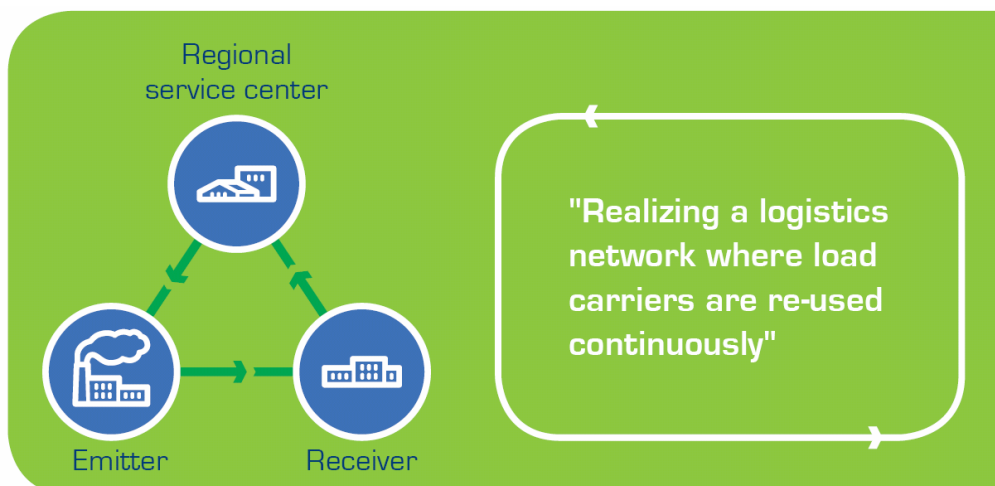 Regional
service center
Emitter
Receiver
"Realizing a logistics
network where load
carriers are re-used
continuously"